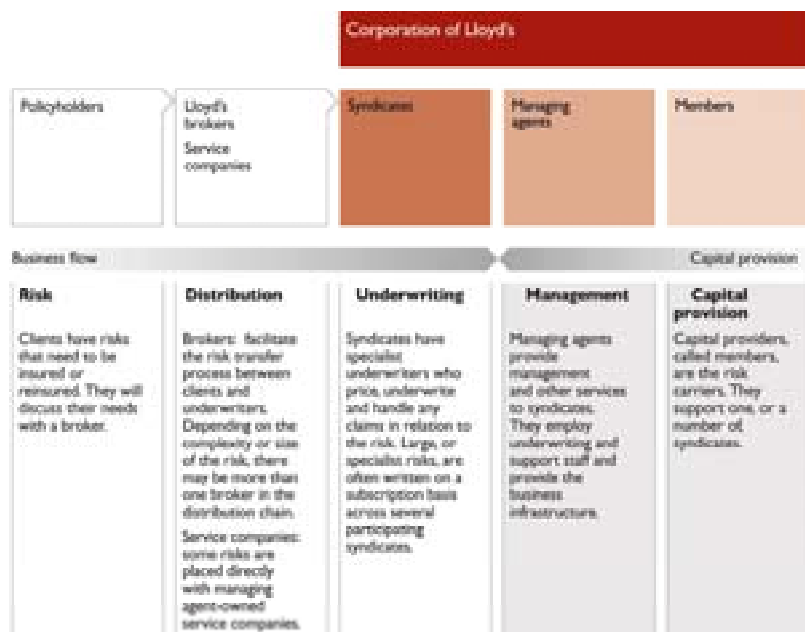 Corporation of Lloyd's
Policyholders
Lloyd's
brokers
Service
companies
Syndicates
Managing
agents
Members
Business flow
Capital provision
Risk
Clients have risks
that need to be
insured or
reinsured. They will
discuss their needs
with a broker.
Distribution
Brokers: facilitate
the risk transfer
process between
clients and
underwriters.
Depending on the
complexity or size
of the risk, there
may be more than
one broker in the
distribution chain.
Service companies:
some risks are
placed directly
with managing
agent-owned
service companies.
Underwriting
Syndicates have
specialist
underwriters who
price, underwrite
and handle any
claims in relation to
the risk. Large, or
specialist risks, are
often written on a
subscription basis
across several
participating
syndicates.
Management
Managing agents
provide
management
and other services
to syndicates.
They employ
underwriting and
support staff and
provide the
business
infrastructure.
Capital
provision
Capital providers,
called members,
are the risk
carriers. They
support one, or a
number of,
syndicates.